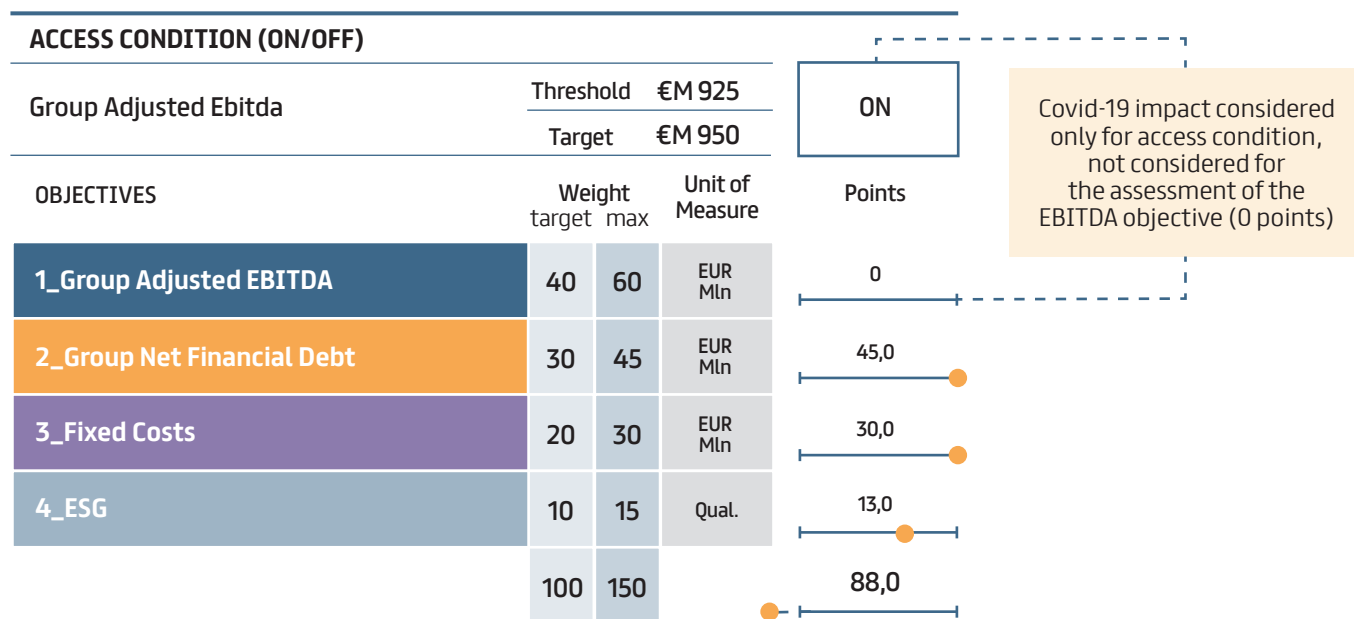 ACCESS CONDITION (ON/OFF)
Group Adjusted Ebitda
Threshold €M 925
Target €M 950
ON
Covid-19 impact considered
only for access condition,
not considered for
the assessment of the
EBITDA objective (0 points)
OBJECTIVES
Weight
target max
Unit of
Measure
Points
1_Group Adjusted EBITDA
40
60
EUR
Mln
0
2_Group Net Financial Debt
30
45
EUR
Mln
45,0
3_Fixed Costs
20
30
EUR
Mln
30,0
4_ESG
10
15
Qual.
13,0
100
150
88,0